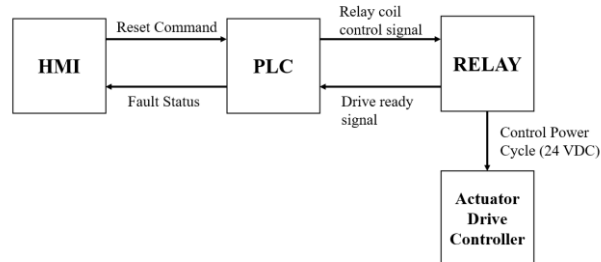 Reset Command
HMI
Fault Status
PLC
Relay coil
control signal
Drive ready
signal
RELAY
Control Power
Cycle (24 VDC)
Actuator
Drive
Controller